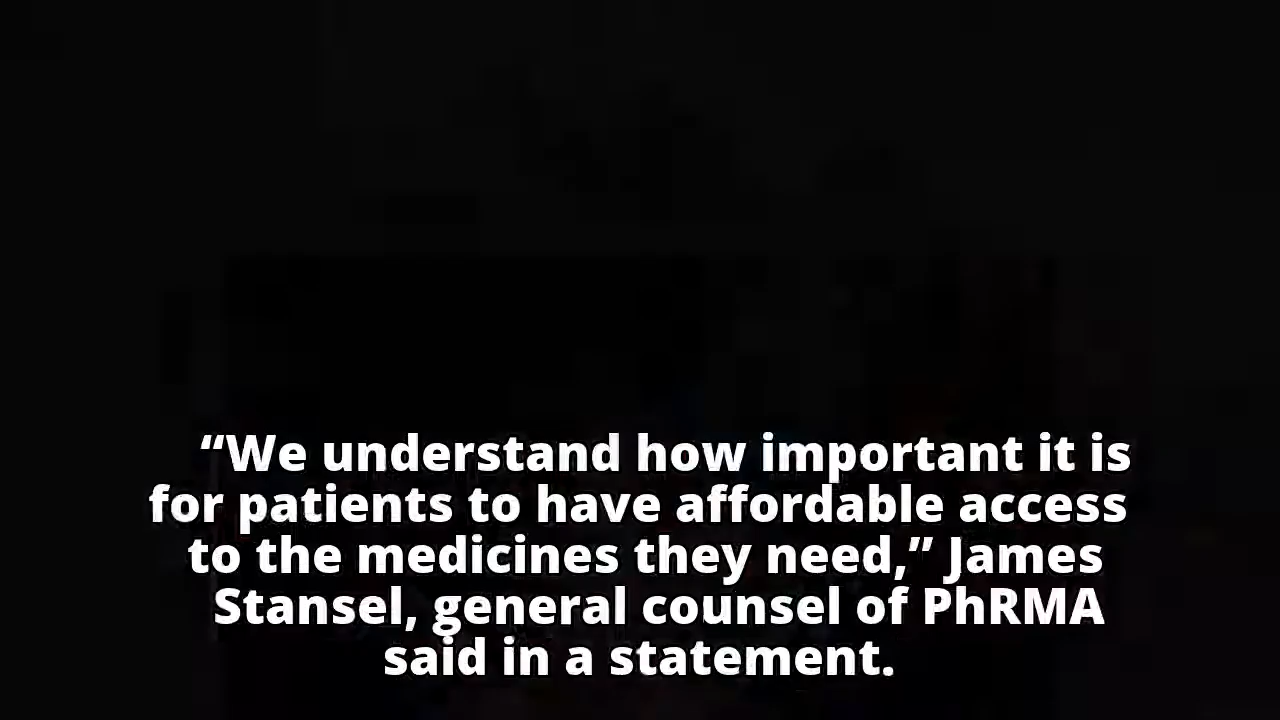 “We understand how important it is
for patients to have affordable access
to the medicines they need,” James
Stansel, general counsel of PhRMA
said in a statement.